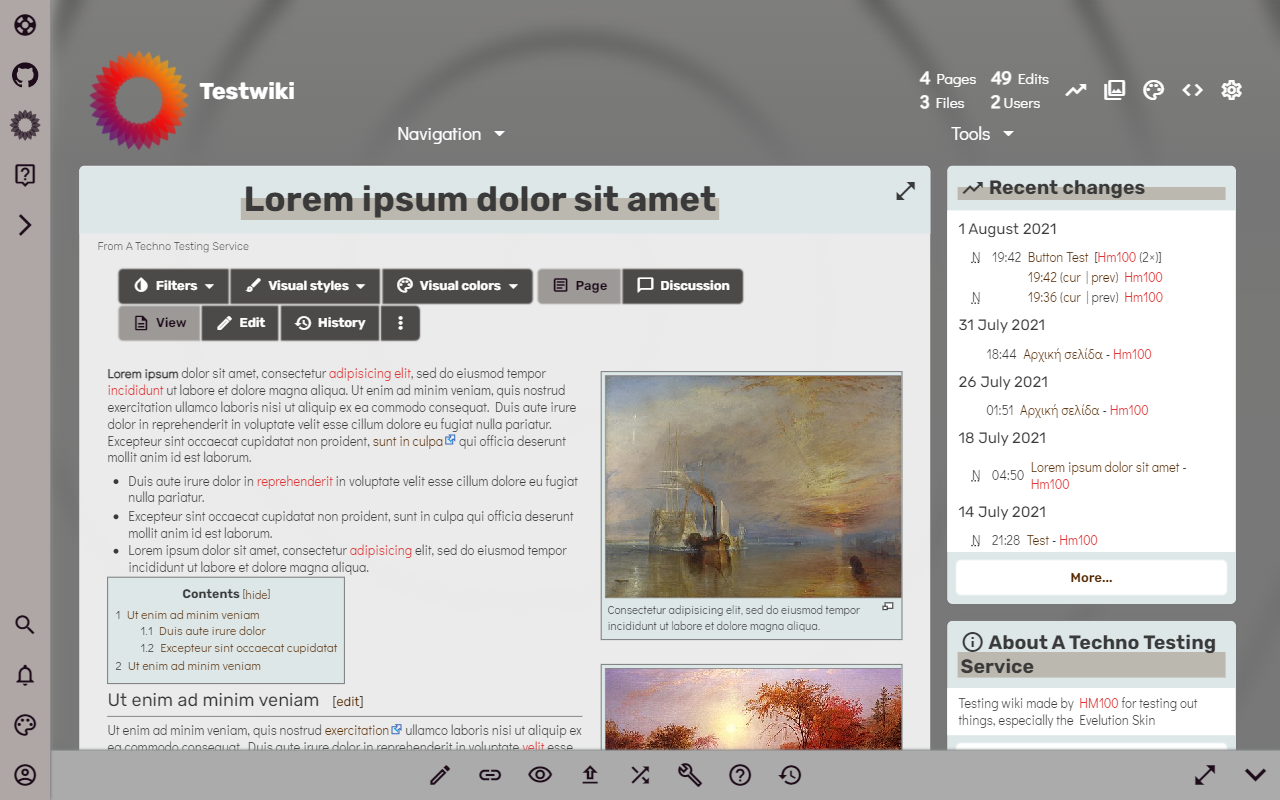 Testwiki
4 Pages 49 Edits
3 Files 2 Users
Navigation
Tools
Lorem ipsum dolor sit amet
From A Techno Testing Service
Filters Visual styles Visual colors Page Discussion
View Edit History
Lorem ipsum dolor sit amet, consectetur adipisicing elit, sed do eiusmod tempor
incididunt ut labore et dolore magna aliqua. Ut enim ad minim veniam, quis nostrud
exercitation ullamco laboris nisi ut aliquip ex ea commodo consequat. Duis aute irure
dolor in reprehenderit in voluptate velit esse cillum dolore eu fugiat nulla pariatur.
Excepteur sint occaecat cupidatat non proident, sunt in culpa qui officia deserunt
mollit anim id est laborum.
Duis aute irure dolor in reprehenderit in voluptate velit esse cillum dolore eu fugiat
nulla pariatur.
Excepteur sint occaecat cupidatat non proident, sunt in culpa qui officia deserunt
mollit anim id est laborum.
Lorem ipsum dolor sit amet, consectetur adipisicing elit, sed do eiusmod tempor
incididunt ut labore et dolore magna aliqua.
Contents [hide]
1 Ut enim ad minim veniam
1.1 Duis aute irure dolor
1.2 Excepteur sint occaecat cupidatat
2 Ut enim ad minim veniam
Ut enim ad minim veniam [edit]
Ut enim ad minim veniam, quis nostrud exercitation ullamco laboris nisi ut aliquip ex
ea commodo consequat. Duis aute irure dolor in reprehenderit in voluptate velit esse
Consectetur adipisicing elit, sed do eiusmod tempor
incididunt ut labore et dolore magna aliqua.
Recent changes
1 August 2021
N 19:42 Button Test [Hm100 (2×)]
19:42 (cur | prev) Hm100
N 19:36 (cur | prev) Hm100
31 July 2021
18:44 Αρχική σελίδα - Hm100
26 July 2021
01:51 Αρχική σελίδα - Hm100
18 July 2021
N 04:50 Lorem ipsum dolor sit amet -
Hm100
14 July 2021
N 21:28 Test - Hm100
More...
About A Techno Testing
Service
Testing wiki made by HM100 for testing out
things, especially the Evelution Skin